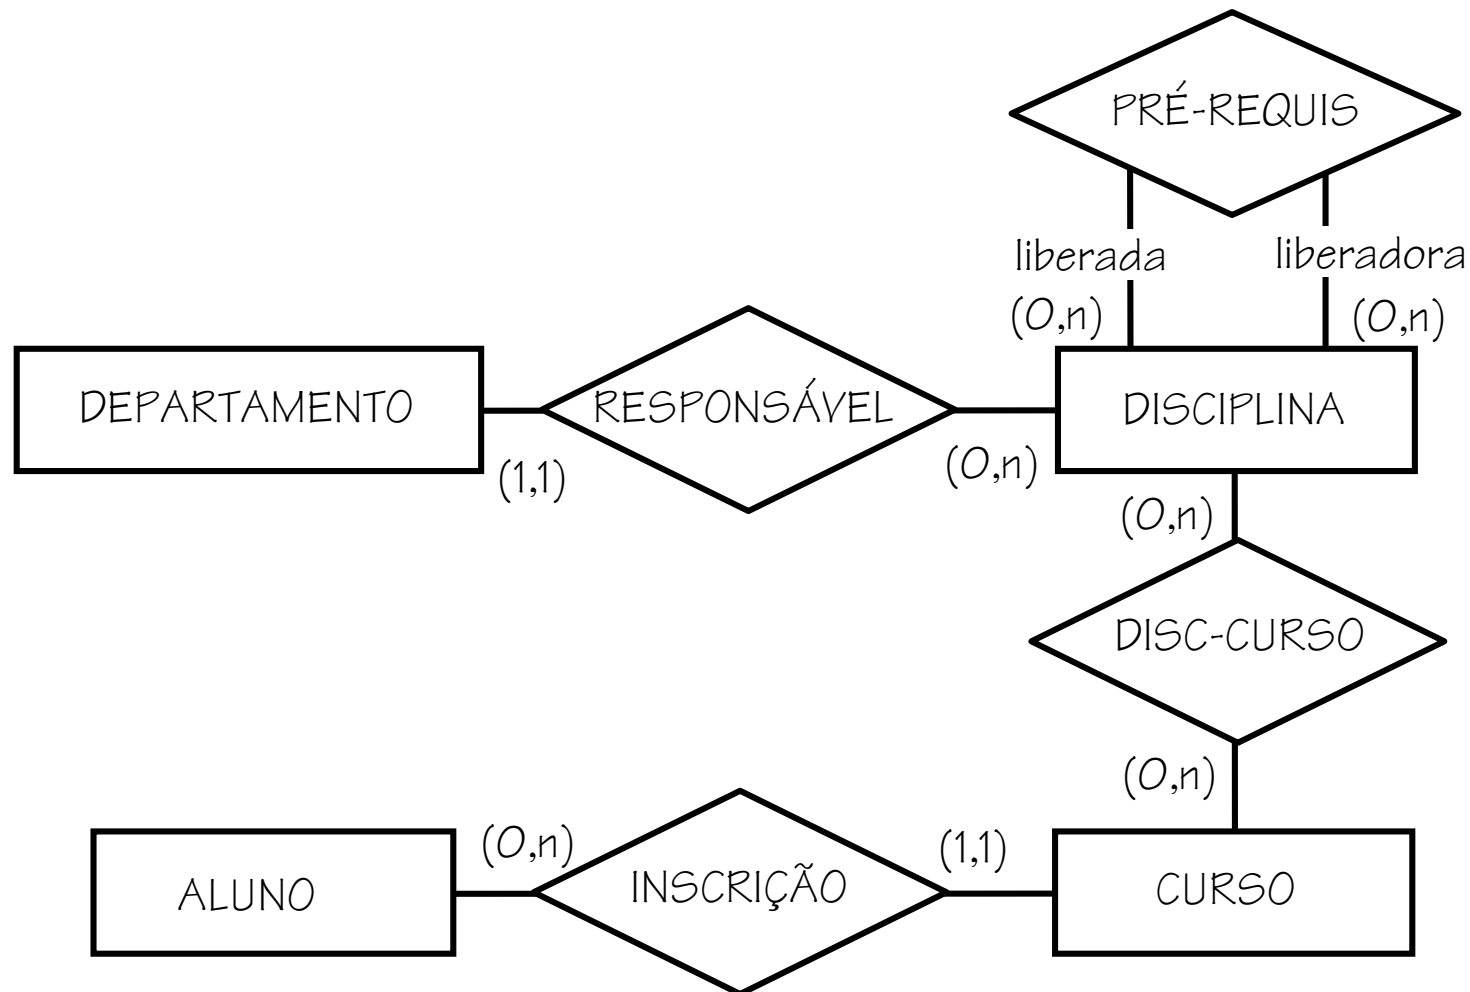 PRÉ-REQUIS
liberada
liberadora
(0,n)
(0,n)
DEPARTAMENTO
RESPONSÁVEL
DISCIPLINA
(1,1)
(0,n)
(0,n)
DISC-CURSO
(0,n)
(0,n)
(1,1)
ALUNO
INSCRIÇÃO
CURSO